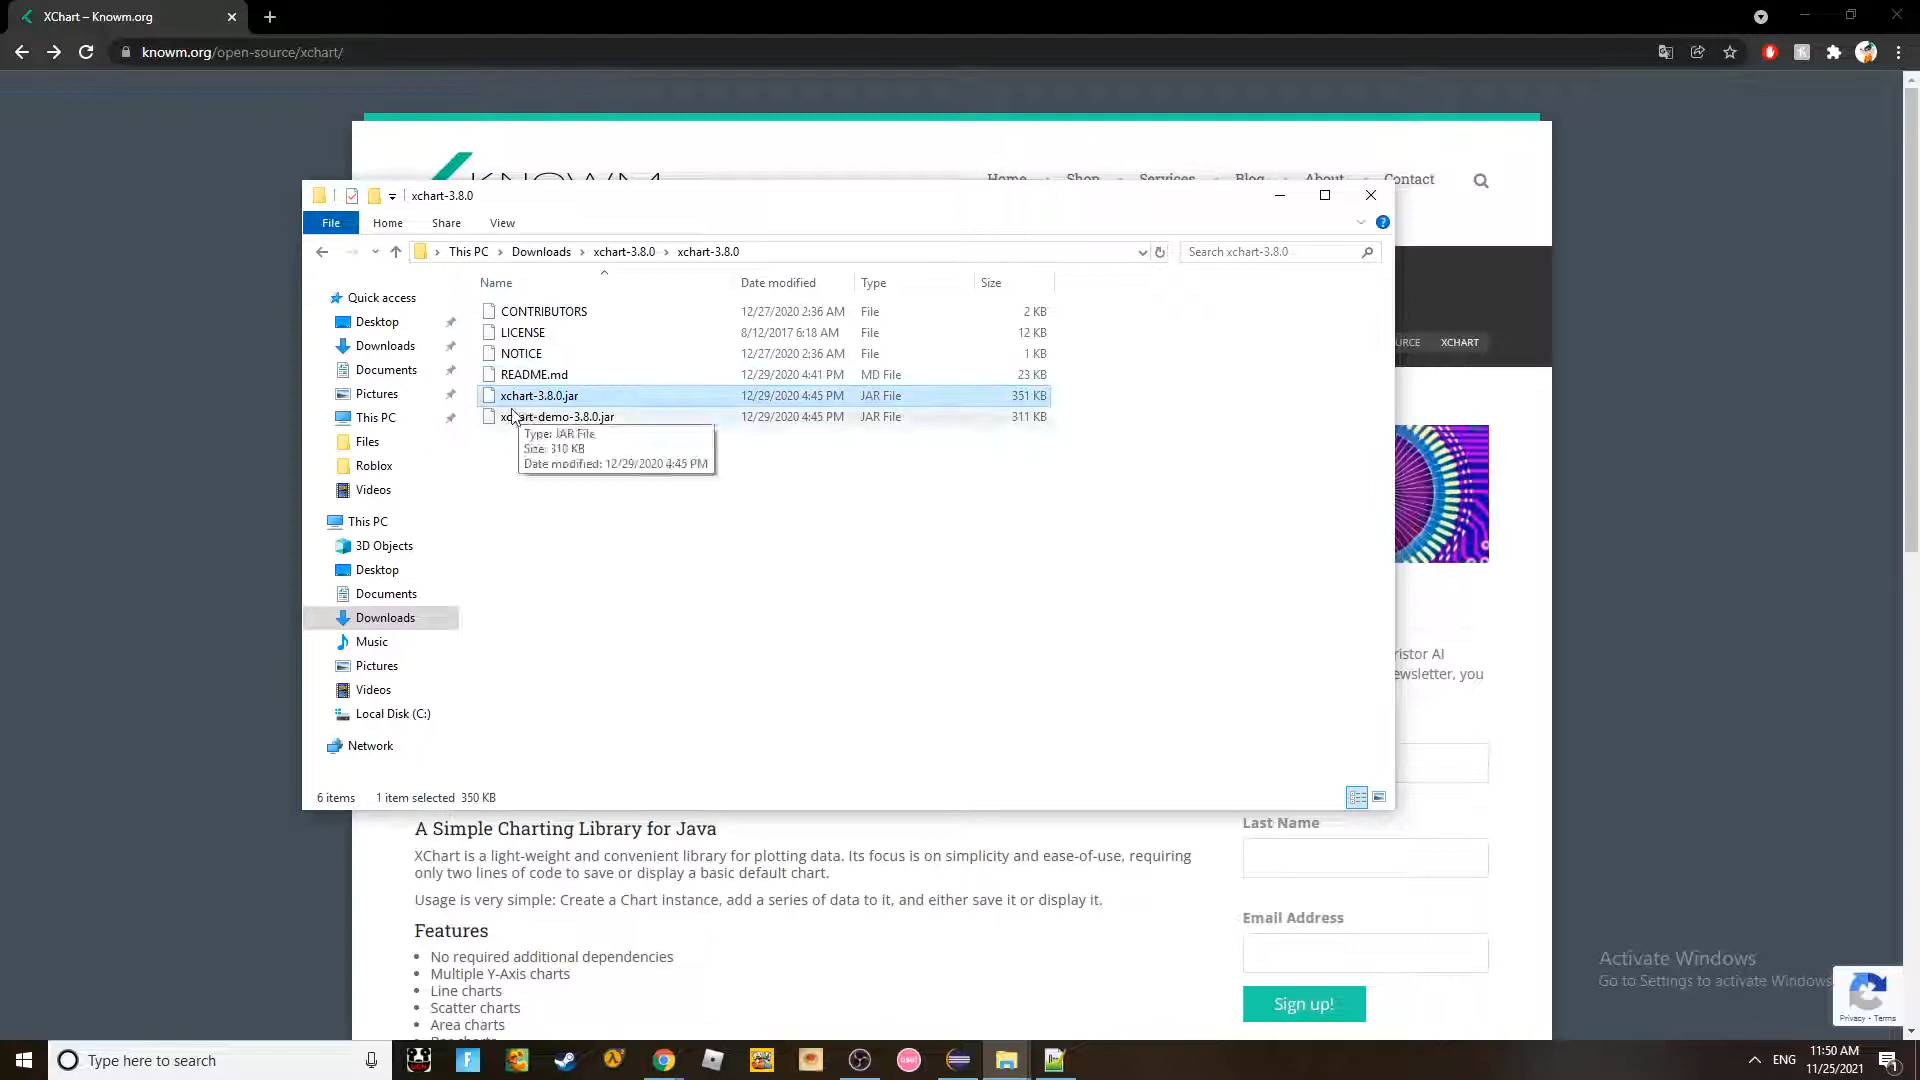 XChart – Knowm.org
knowm.org/open-source/xchart/
KNOWM
Home Shop Services Blog About Contact
xchart-3.8.0
File Home Share View
This PC Downloads xchart-3.8.0 xchart-3.8.0
Search xchart-3.8.0
Name Date modified Type Size
CONTRIBUTORS 12/27/2020 2:36 AM File 2 KB
LICENSE 8/12/2017 6:18 AM File 12 KB
NOTICE 12/27/2020 2:36 AM File 1 KB
README.md 12/29/2020 4:41 PM MD File 23 KB
xchart-3.8.0.jar 12/29/2020 4:45 PM JAR File 351 KB
xchart-demo-3.8.0.jar 12/29/2020 4:45 PM JAR File 311 KB
Type: JAR File
Size: 310 KB
Date modified: 12/29/2020 4:45 PM
Quick access
Desktop
Downloads
Documents
Pictures
This PC
Files
Roblox
Videos
This PC
3D Objects
Desktop
Documents
Downloads
Music
Pictures
Videos
Local Disk (C:)
Network
6 items 1 item selected 350 KB
URCE XCHART
ristor AI
ewsletter, you
A Simple Charting Library for Java
XChart is a light-weight and convenient library for plotting data. Its focus is on simplicity and ease-of-use, requiring
only two lines of code to save or display a basic default chart.
Usage is very simple: Create a Chart instance, add a series of data to it, and either save it or display it.
Features
No required additional dependencies
Multiple Y-Axis charts
Line charts
Scatter charts
Area charts
Last Name
Email Address
Sign up!
Activate Windows
Go to Settings to activate Windows
Privacy - Terms
Type here to search
UCN
osu!
ENG
11:50 AM
11/25/2021
1